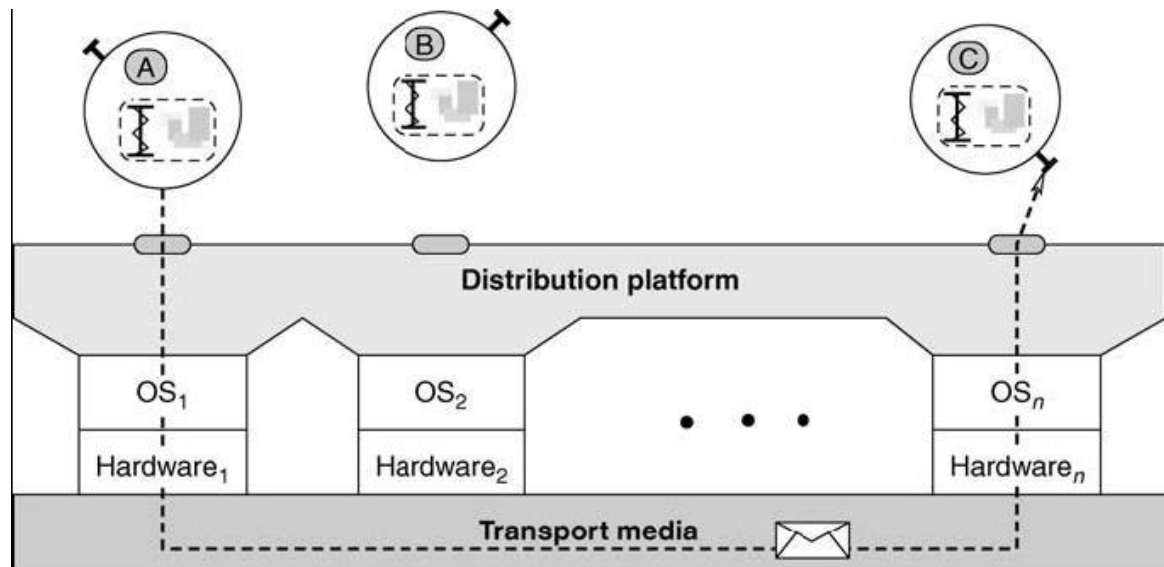 A
B
C
Distribution platform
OS₁
OS₂
OSₙ
Hardware₁
Hardware₂
Hardwareₙ
Transport media